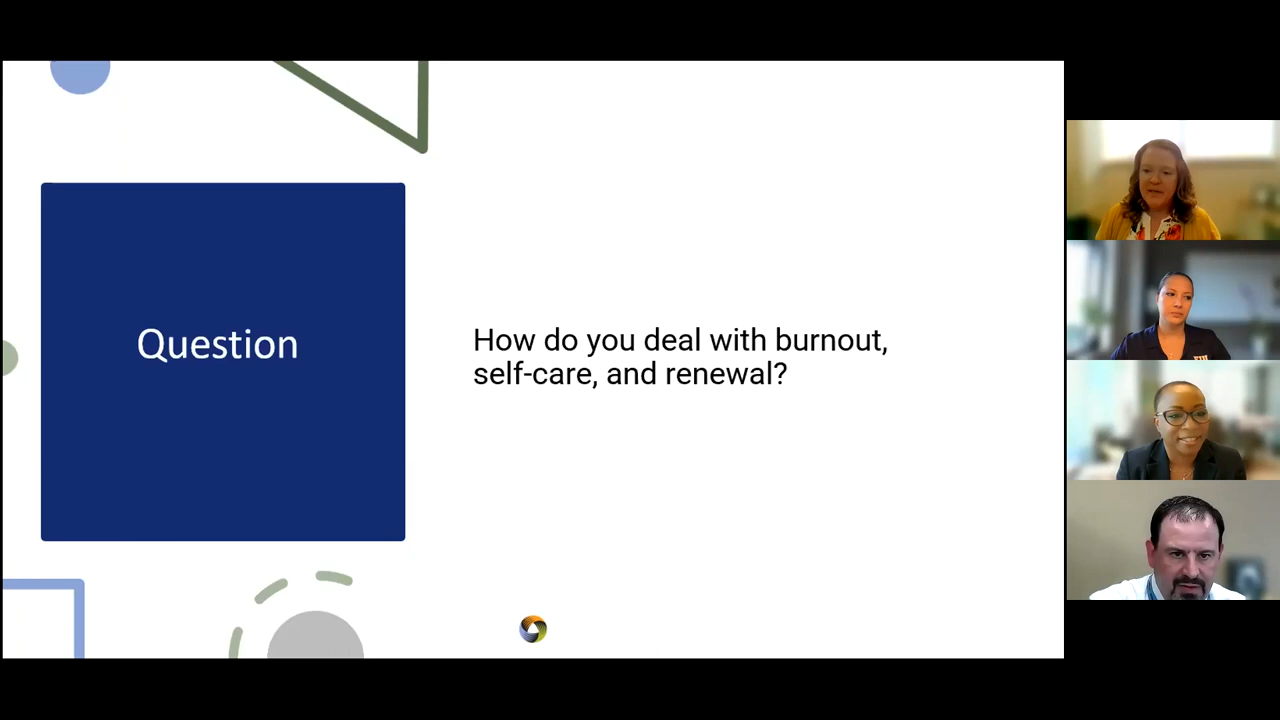 Question
How do you deal with burnout,
self-care, and renewal?